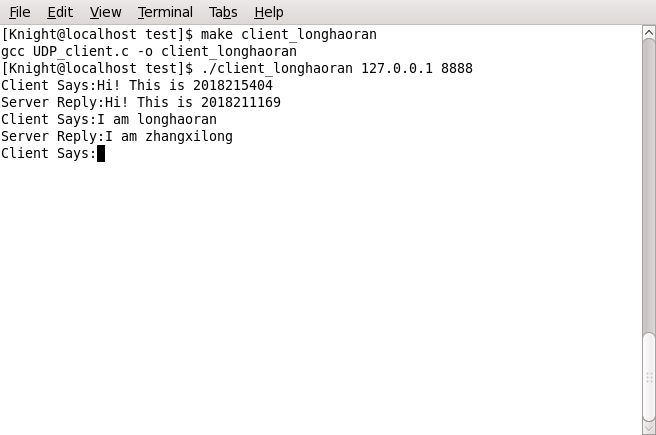 File Edit View Terminal Tabs Help
[Knight@localhost test]$ make client_longhaoran
gcc UDP_client.c -o client_longhaoran
[Knight@localhost test]$ ./client_longhaoran 127.0.0.1 8888
Client Says:Hi! This is 2018215404
Server Reply:Hi! This is 2018211169
Client Says:I am longhaoran
Server Reply:I am zhangxilong
Client Says: